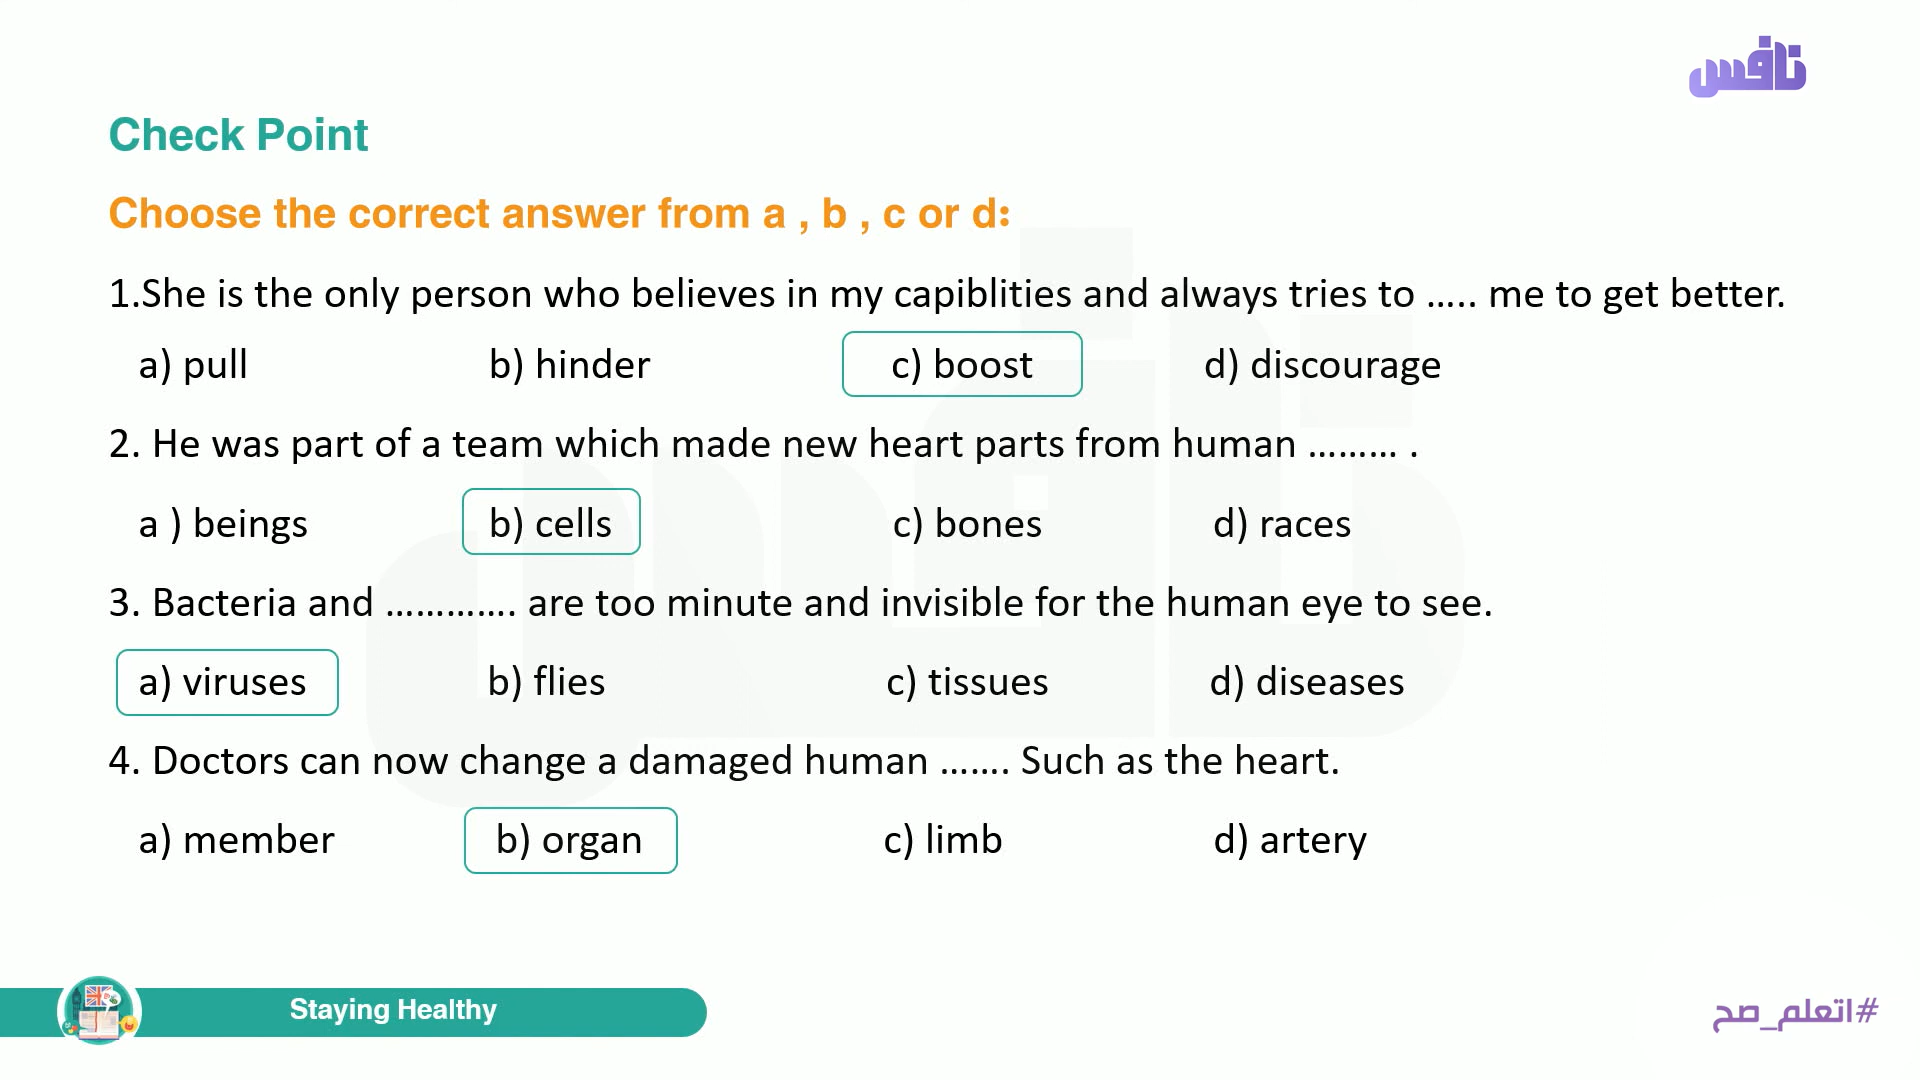 نافس
Check Point
Choose the correct answer from a , b , c or d:
1.She is the only person who believes in my capiblities and always tries to ..... me to get better.
a) pull b) hinder c) boost d) discourage
2. He was part of a team which made new heart parts from human ......... .
a ) beings b) cells c) bones d) races
3. Bacteria and ............. are too minute and invisible for the human eye to see.
a) viruses b) flies c) tissues d) diseases
4. Doctors can now change a damaged human ....... Such as the heart.
a) member b) organ c) limb d) artery
Staying Healthy
#اتعلم_صح